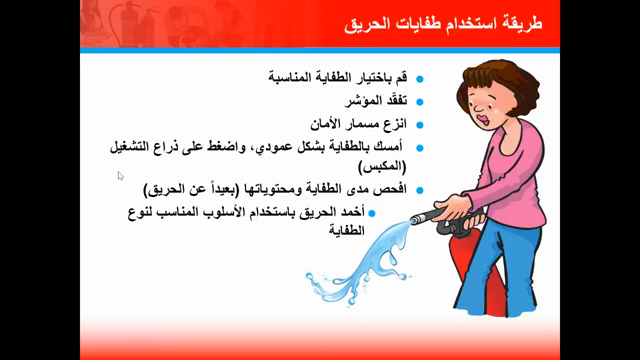 طريقة استخدام طفايات الحريق
قم باختيار الطفاية المناسبة
تفقّد المؤشر
انزع مسمار الأمان
أمسك بالطفاية بشكل عمودي، واضغط على ذراع التشغيل
(المكبس)
افحص مدى الطفاية ومحتوياتها (بعيداً عن الحريق)
أخمد الحريق باستخدام الأسلوب المناسب لنوع
الطفاية